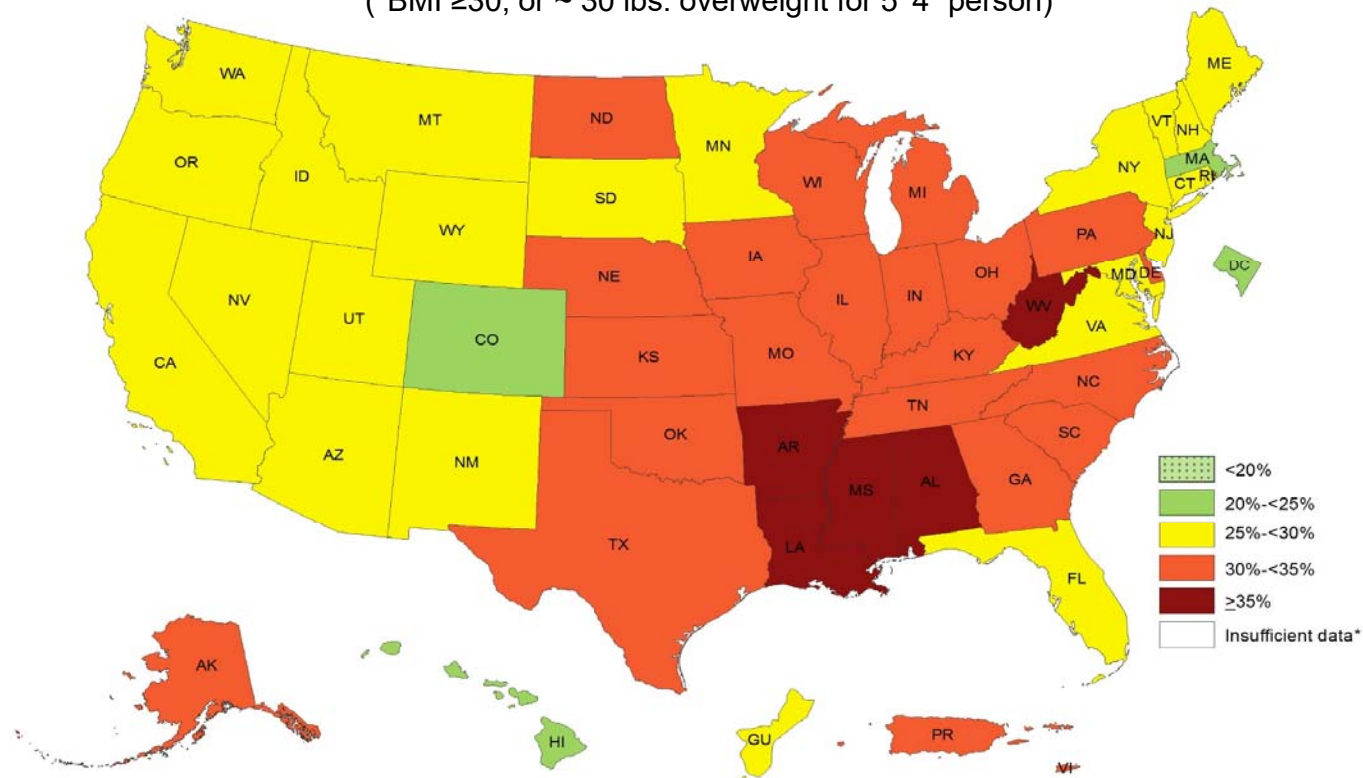 (*BMI ≥30, or ~ 30 lbs. overweight for 5' 4" person)
WA
MT
ND
MN
ME
VT
NH
OR
ID
SD
WI
MI
NY
MA
RI
CT
WY
IA
PA
NJ
NE
OH
DC
NV
UT
IL
IN
MD
DE
WV
CO
VA
CA
KS
MO
KY
NC
TN
OK
AR
SC
AZ
NM
MS
AL
GA
TX
LA
FL
<20%
20%-<25%
25%-<30%
30%-<35%
≥35%
Insufficient data*
AK
HI
GU
PR
VI